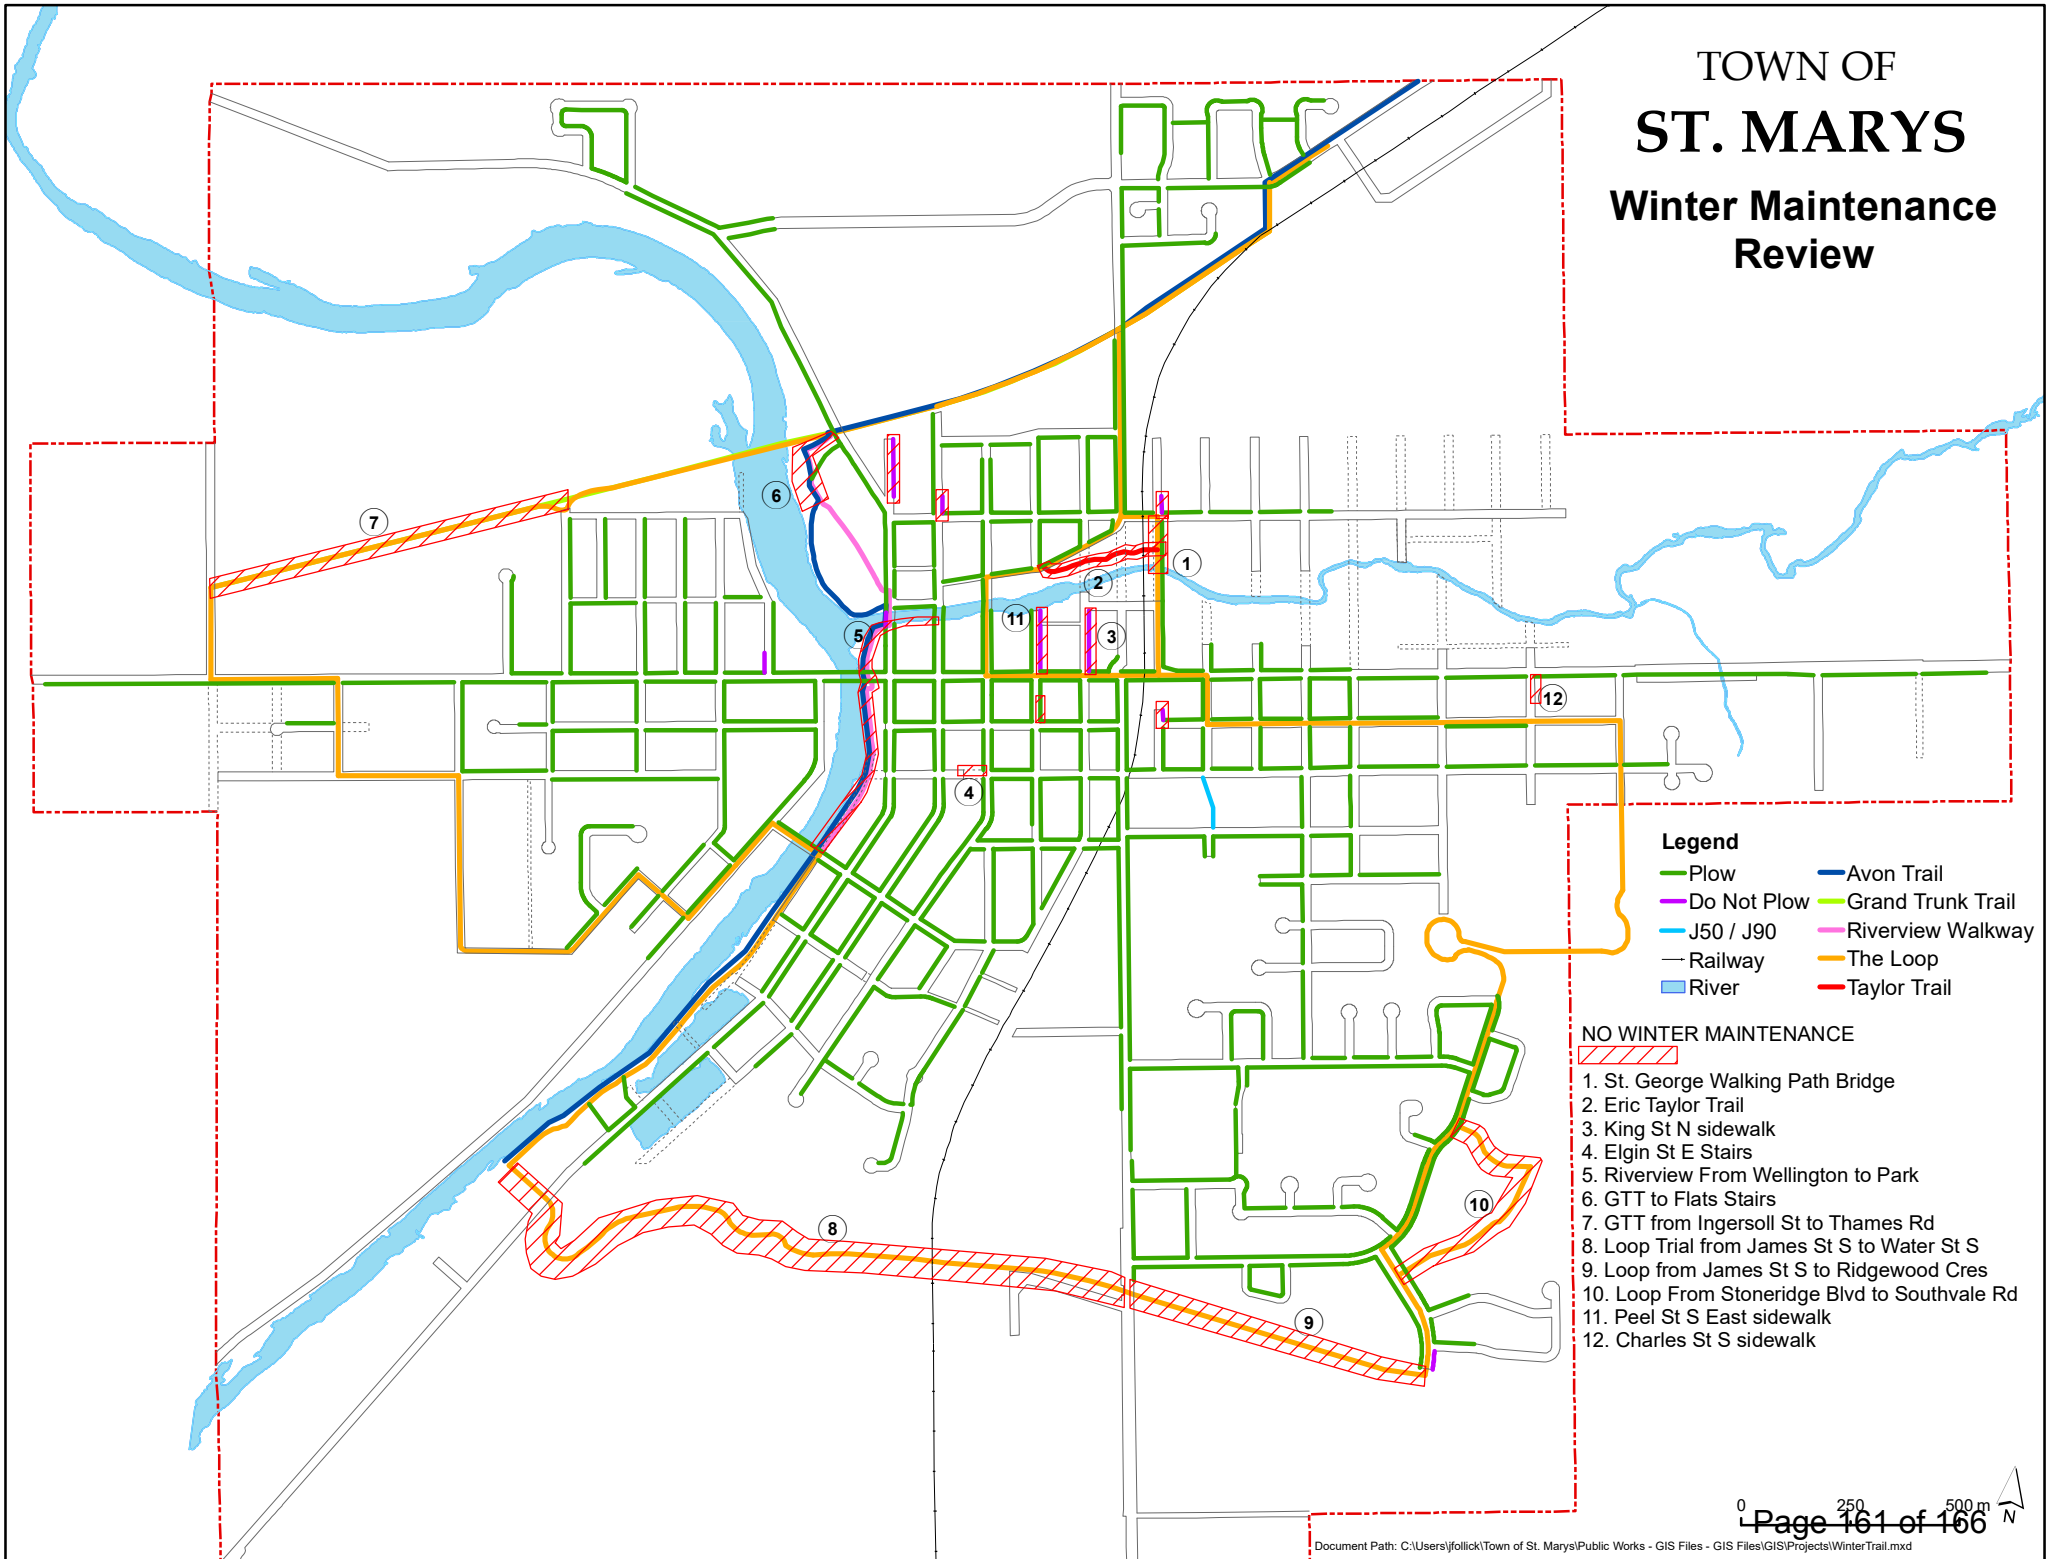 TOWN OF
ST. MARYS
Winter Maintenance
Review
7
6
5
1
2
11
3
12
4
8
9
10
Legend
Plow
Do Not Plow
J50 / J90
Railway
River
Avon Trail
Grand Trunk Trail
Riverview Walkway
The Loop
Taylor Trail
NO WINTER MAINTENANCE
1. St. George Walking Path Bridge
2. Eric Taylor Trail
3. King St N sidewalk
4. Elgin St E Stairs
5. Riverview From Wellington to Park
6. GTT to Flats Stairs
7. GTT from Ingersoll St to Thames Rd
8. Loop Trial from James St S to Water St S
9. Loop from James St S to Ridgewood Cres
10. Loop From Stoneridge Blvd to Southvale Rd
11. Peel St S East sidewalk
12. Charles St S sidewalk
0 250 500 m
N
Page 161 of 166
Document Path: C:\Users\jfollick\Town of St. Marys\Public Works - GIS Files - GIS Files\GIS\Projects\WinterTrail.mxd